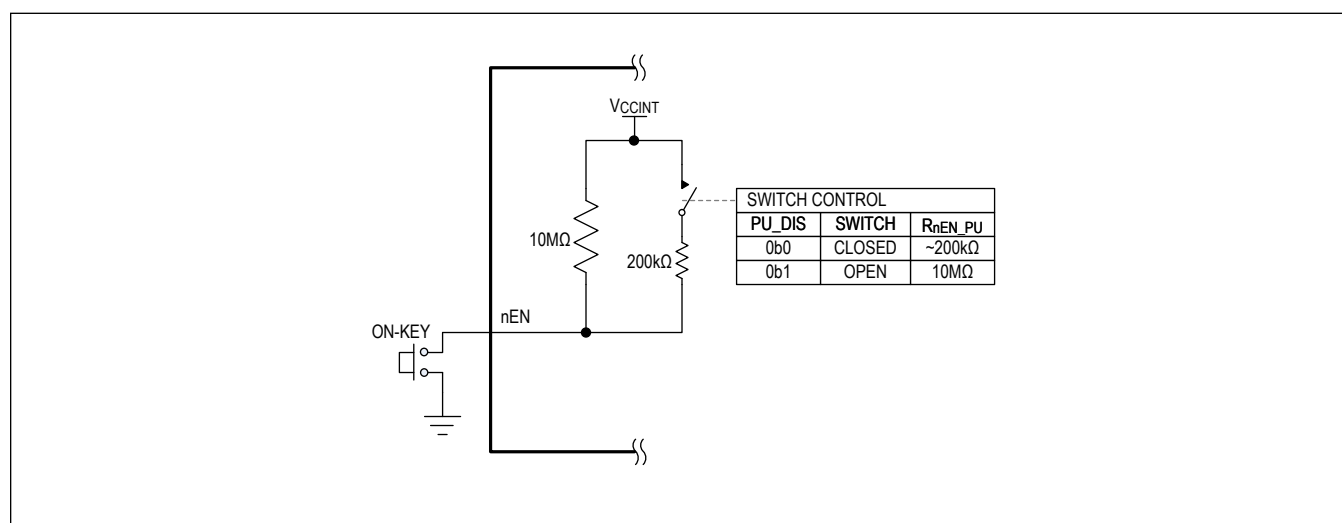 VCCINT
SWITCH CONTROL
PU_DIS SWITCH RnEN_PU
0b0 CLOSED ~200kΩ
0b1 OPEN 10MΩ
10MΩ
200kΩ
nEN
ON-KEY